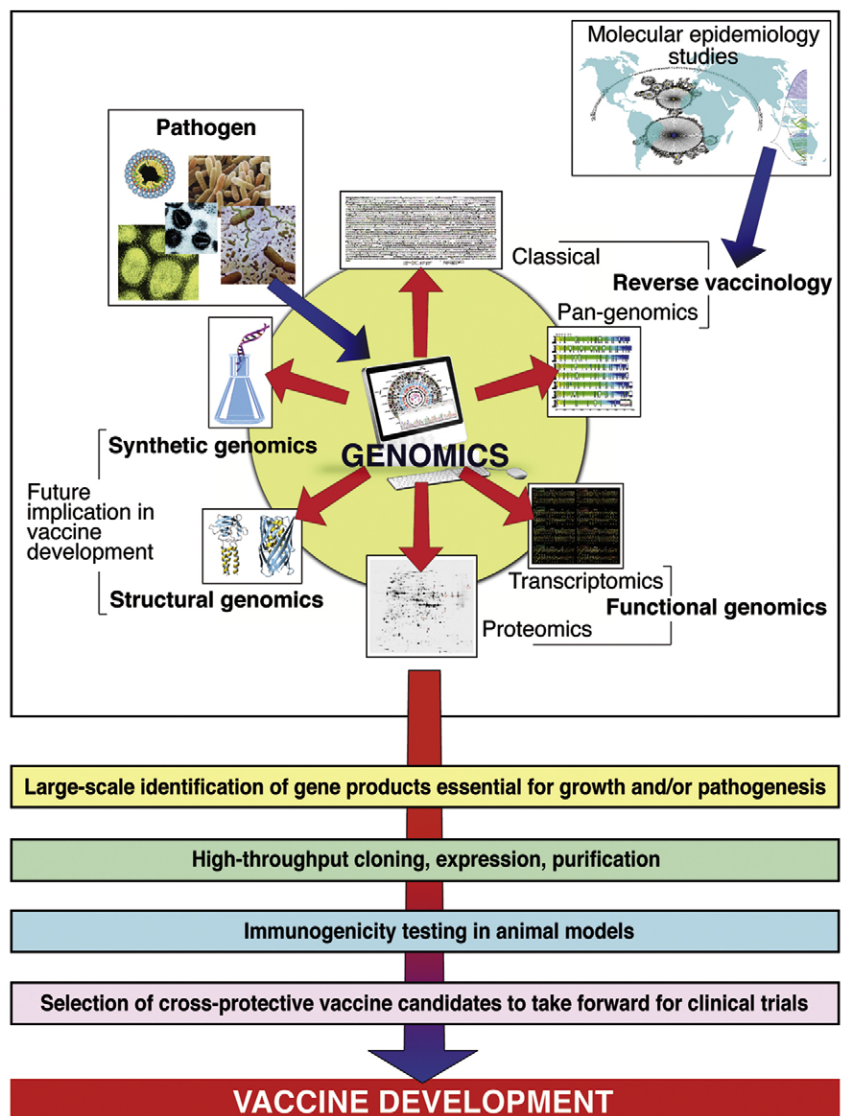 Molecular epidemiology
studies
Pathogen
Classical
Reverse vaccinology
Pan-genomics
GENOMICS
Synthetic genomics
Future
implication in
vaccine
development
Structural genomics
Transcriptomics
Functional genomics
Proteomics
Large-scale identification of gene products essential for growth and/or pathogenesis
High-throughput cloning, expression, purification
Immunogenicity testing in animal models
Selection of cross-protective vaccine candidates to take forward for clinical trials
VACCINE DEVELOPMENT